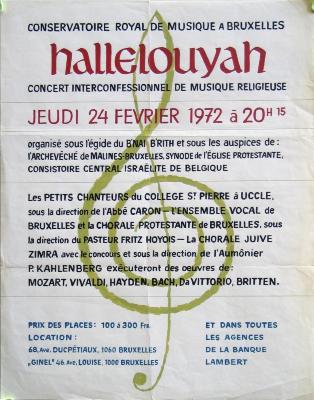 CONSERVATOIRE ROYAL DE MUSIQUE A BRUXELLES
hallelouyah
CONCERT INTERCONFESSIONNEL DE MUSIQUE RELIGIEUSE
JEUDI 24 FEVRIER 1972 à 20H15
organisé sous l'égide du B'NAI B'RITH et sous les auspices de:
l'ARCHEVÊCHÉ de MALINES-BRUXELLES, SYNODE de l'ÉGLISE PROTESTANTE,
CONSISTOIRE CENTRAL ISRAÉLITE DE BELGIQUE
Les PETITS CHANTEURS du COLLEGE ST PIERRE à UCCLE,
sous la direction de l'Abbé CARON - L'ENSEMBLE VOCAL de
BRUXELLES et la CHORALE PROTESTANTE de BRUXELLES, sous
la direction du PASTEUR FRITZ HOYOIS - La CHORALE JUIVE
ZIMRA avec le concours et sous la direction de l'Aumônier
P. KAHLENBERG exécuteront des oeuvres de:
MOZART, VIVALDI, HAYDEN, BACH, Da VITTORIO, BRITTEN.
PRIX DES PLACES: 100 à 300 Frs.
LOCATION:
68, Ave. DUCPÉTIAUX, 1060 BRUXELLES
"GINEL" 46 Ave. LOUISE, 1000 BRUXELLES
ET DANS TOUTES
LES AGENCES
DE LA BANQUE
LAMBERT